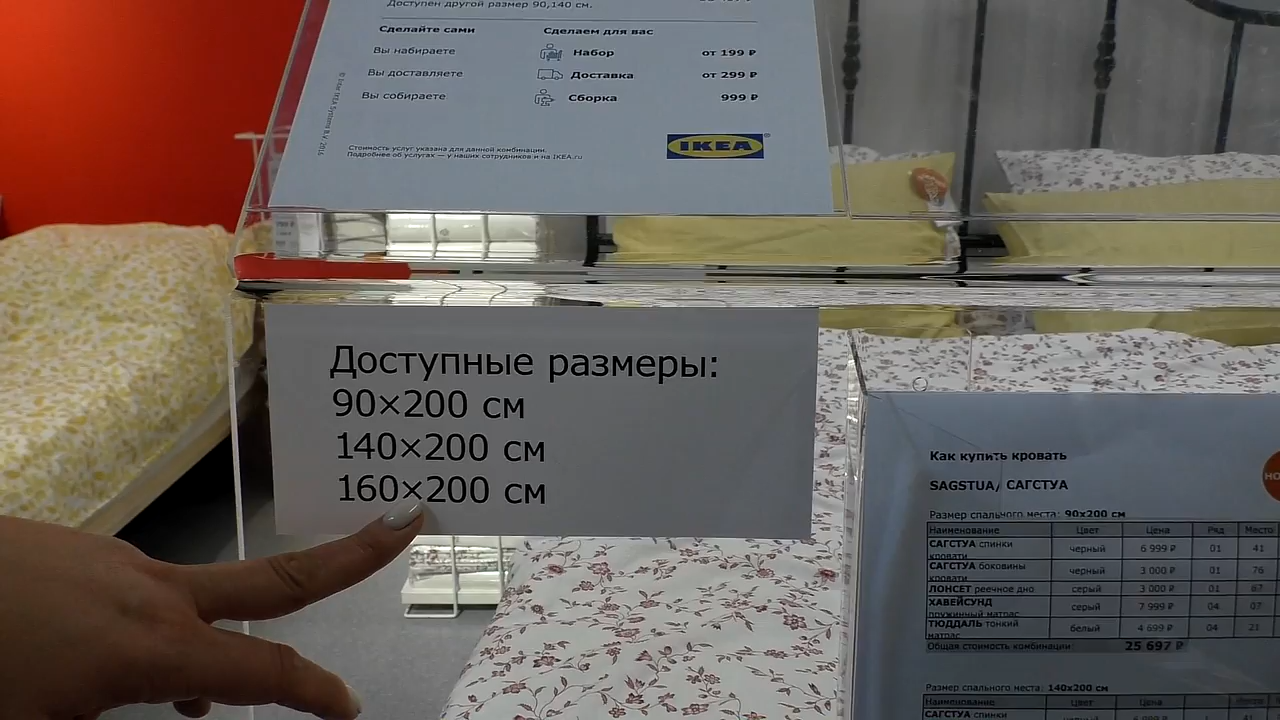 Доступен другой размер 90,140 см.
Сделайте сами Сделаем для вас
Вы набираете Набор от 199 ₽
Вы доставляете Доставка от 299 ₽
Вы собираете Сборка 999 ₽
© Inter IKEA Systems B.V. 2016
Стоимость услуг указана для данной комбинации.
Подробнее об услугах — у наших сотрудников и на IKEA.ru
IKEA
Доступные размеры:
90×200 см
140×200 см
160×200 см
Как купить кровать
SAGSTUA/ САГСТУА
Размер спального места: 90x200 см
Наименование Цвет Цена Ряд Место
САГСТУА спинки кровати черный 6 999 ₽ 01 41
САГСТУА боковины кровати черный 3 000 ₽ 01 76
ЛОНСЕТ реечное дно серый 3 000 ₽ 01 67
ХАВЕЙСУНД пружинный матрас серый 7 999 ₽ 04 07
ТЮДДАЛЬ тонкий матрас белый 4 699 ₽ 04 21
Общая стоимость комбинации: 25 697 ₽
Размер спального места: 140x200 см
Наименование Цвет Цена
САГСТУА спинки